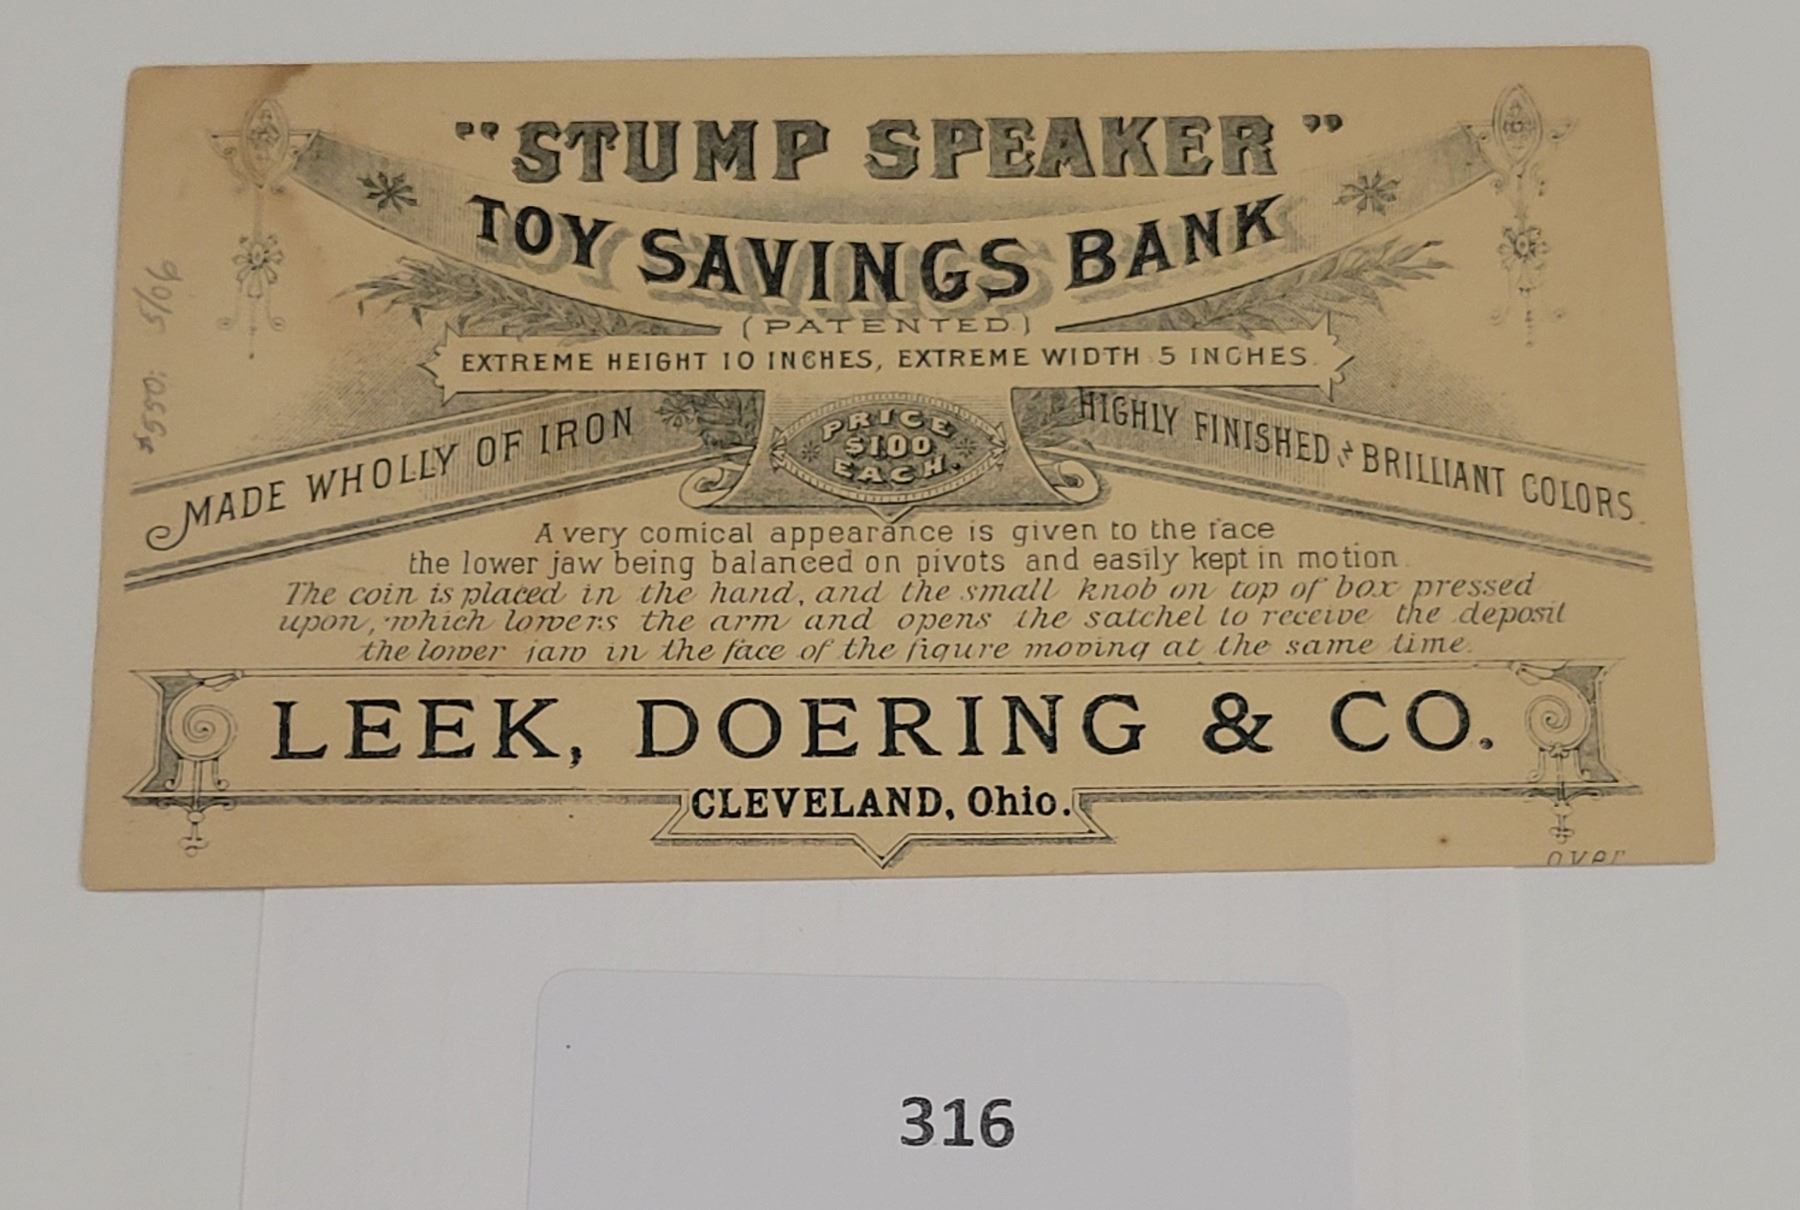 "STUMP SPEAKER"
TOY SAVINGS BANK
(PATENTED.)
EXTREME HEIGHT 10 INCHES, EXTREME WIDTH 5 INCHES.
MADE WHOLLY OF IRON
PRICE
$1.00
EACH.
HIGHLY FINISHED IN BRILLIANT COLORS.
A very comical appearance is given to the face
the lower jaw being balanced on pivots and easily kept in motion.
The coin is placed in the hand, and the small knob on top of box pressed
upon, which lowers the arm and opens the satchel to receive the deposit
the lower jaw in the face of the figure moving at the same time.
LEEK, DOERING & CO.
CLEVELAND, Ohio.
over
$550: 5/06
316